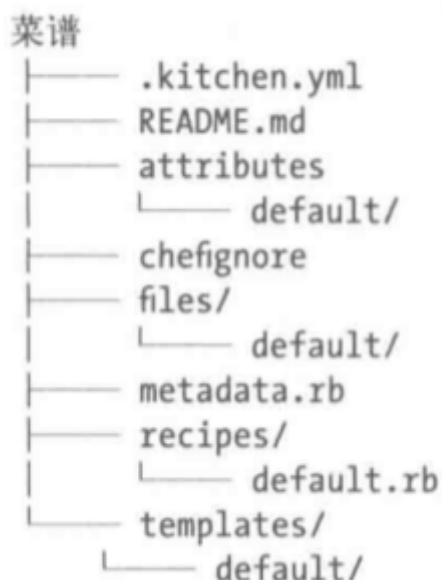 菜谱
├── .kitchen.yml
├── README.md
├── attributes
│   └── default/
├── chefignore
├── files/
│   └── default/
├── metadata.rb
├── recipes/
│   └── default.rb
└── templates/
    └── default/